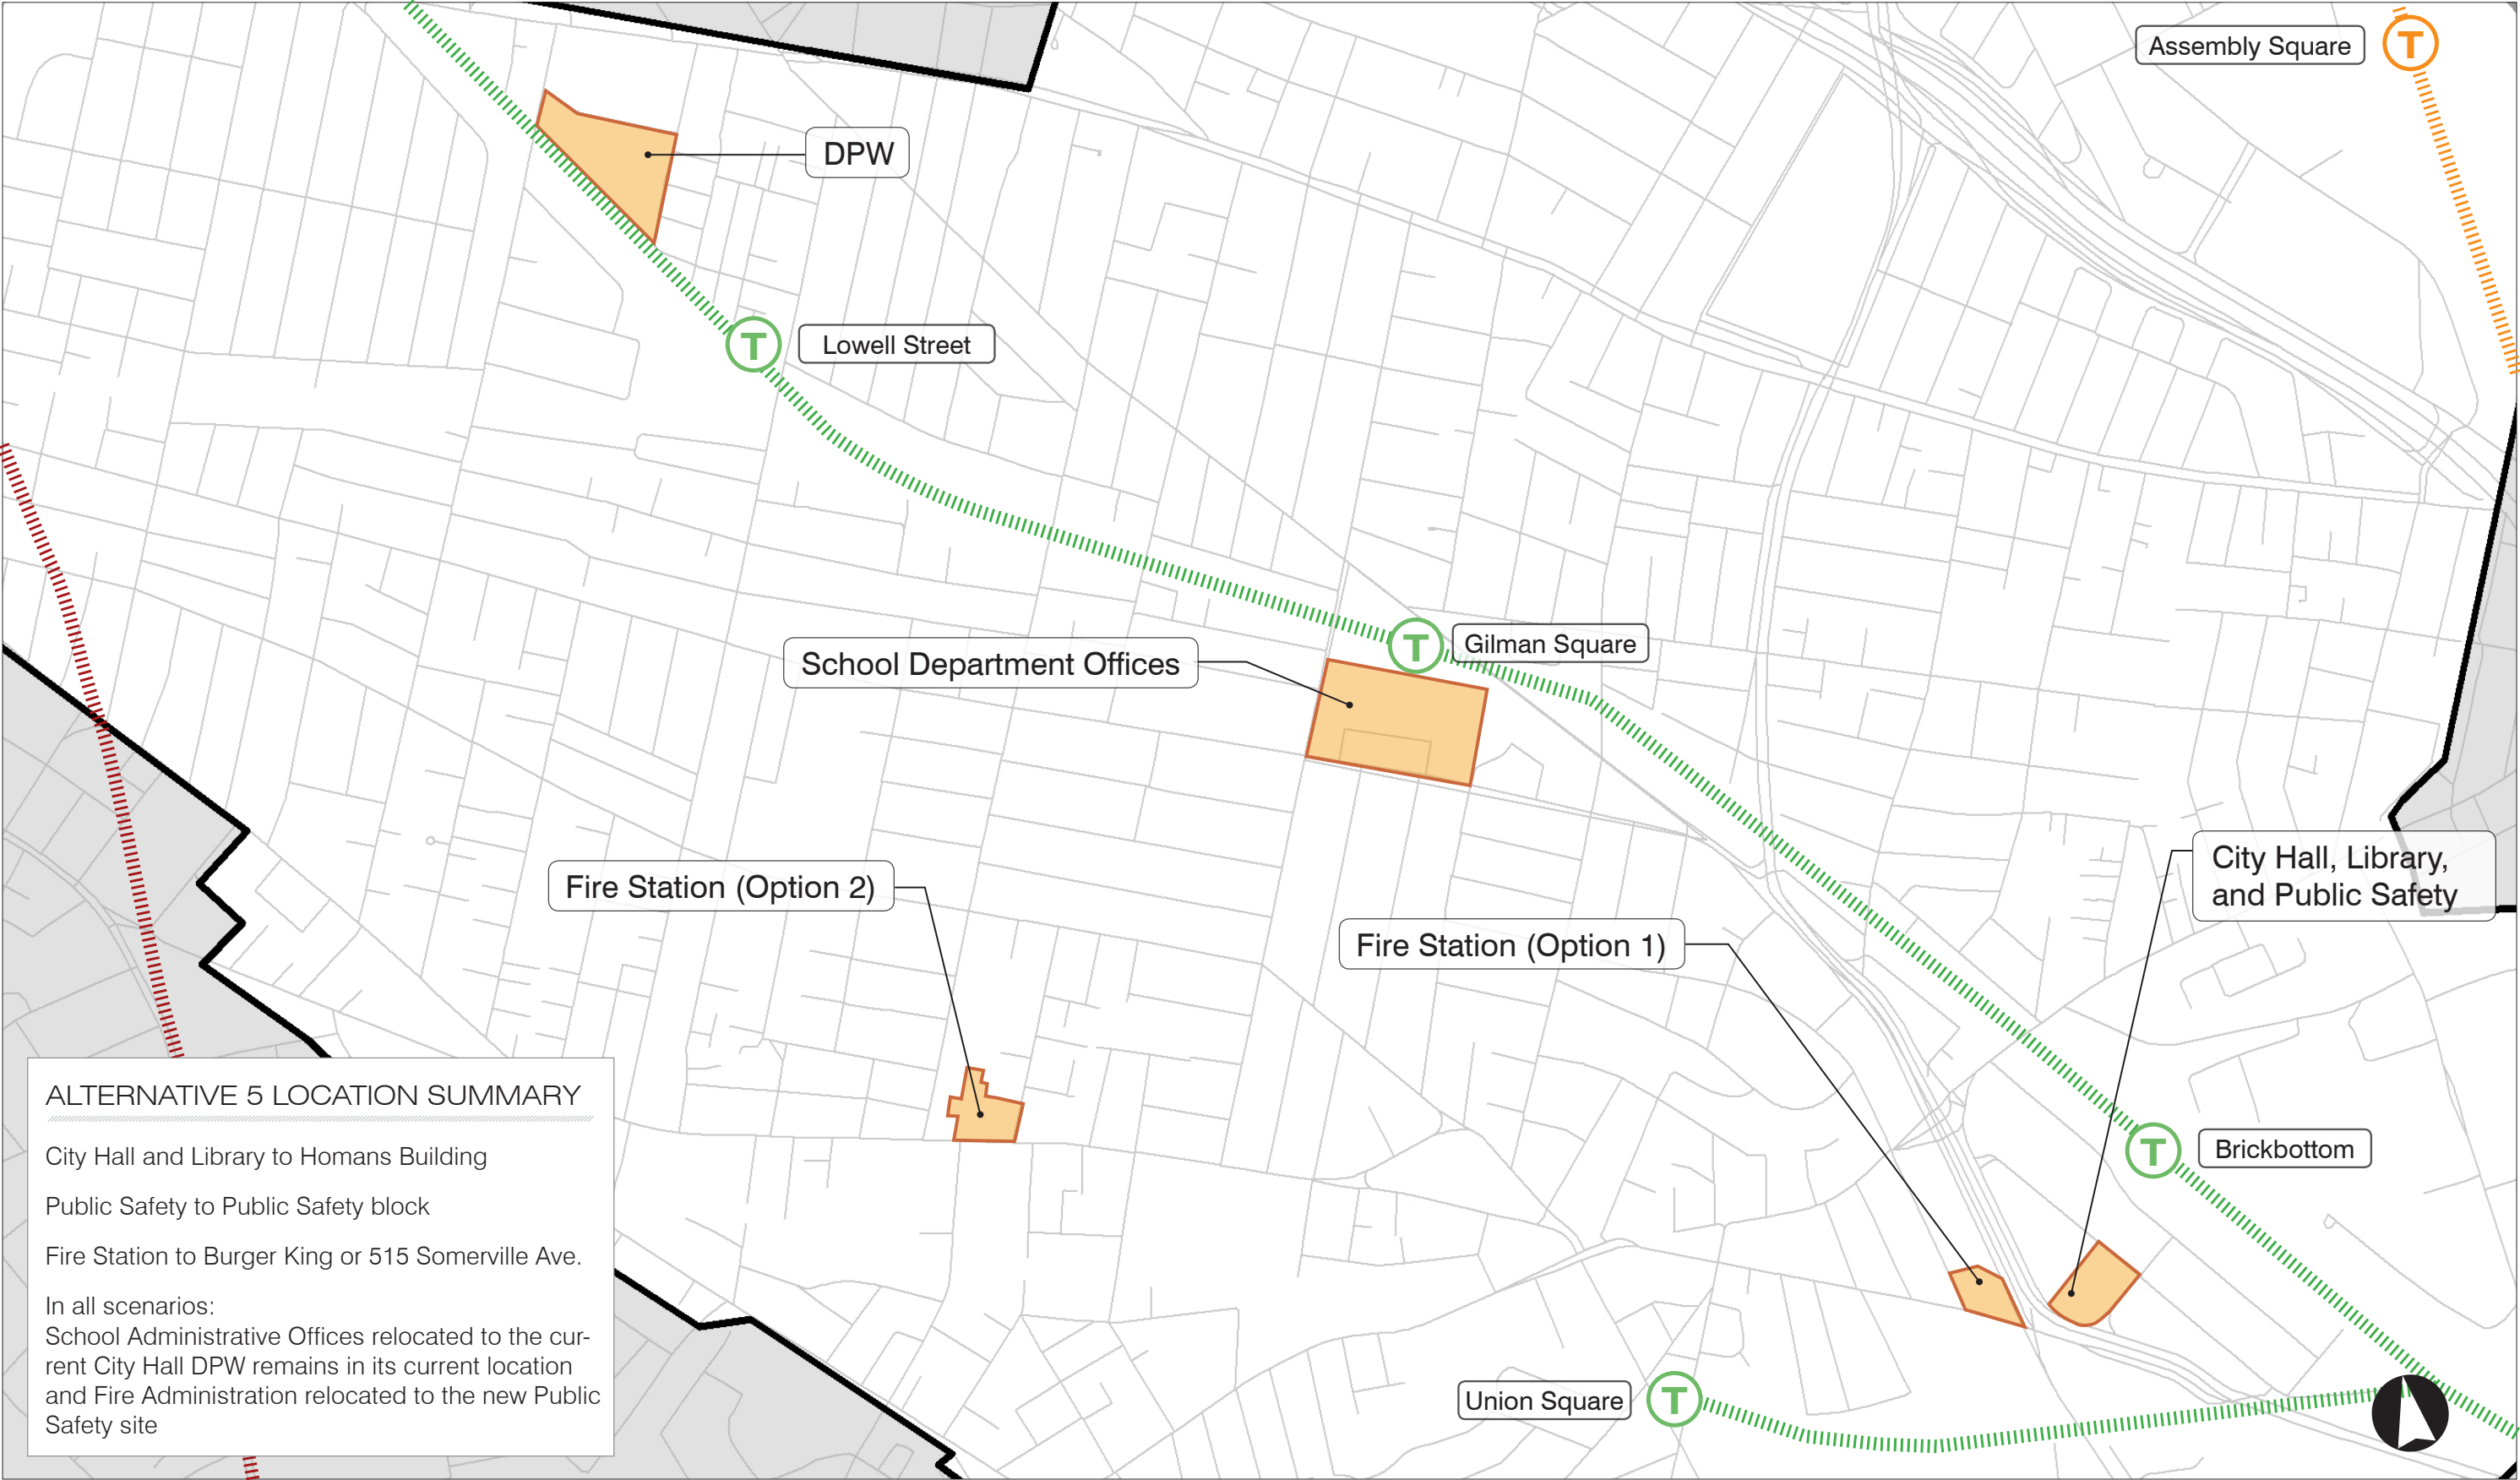 Assembly Square
T
DPW
T
Lowell Street
School Department Offices
T
Gilman Square
Fire Station (Option 2)
Fire Station (Option 1)
City Hall, Library,
and Public Safety
T
Brickbottom
Union Square
T
ALTERNATIVE 5 LOCATION SUMMARY
City Hall and Library to Homans Building
Public Safety to Public Safety block
Fire Station to Burger King or 515 Somerville Ave.
In all scenarios:
School Administrative Offices relocated to the cur-
rent City Hall DPW remains in its current location
and Fire Administration relocated to the new Public
Safety site